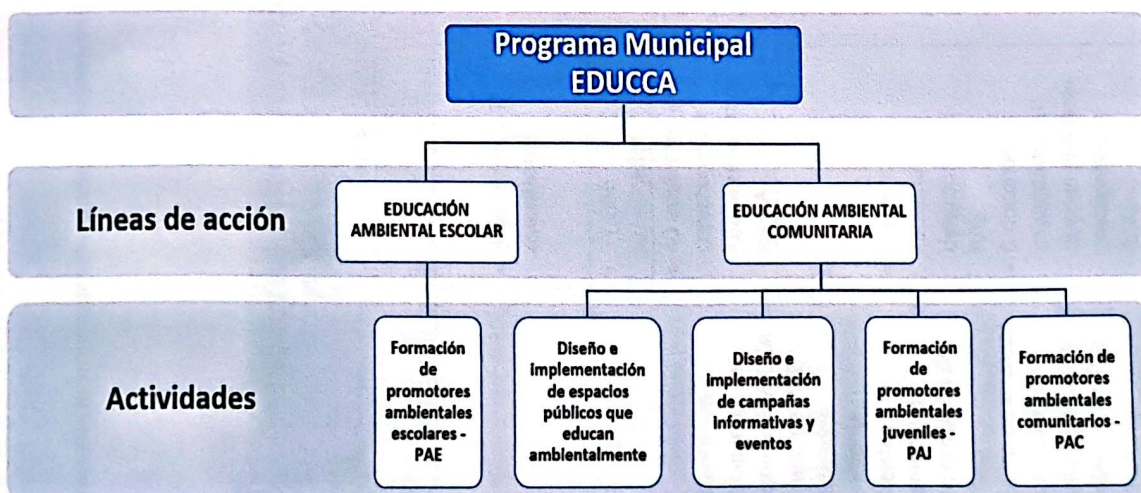 Programa Municipal
EDUCCA
Líneas de acción
EDUCACIÓN
AMBIENTAL ESCOLAR
EDUCACIÓN AMBIENTAL
COMUNITARIA
Actividades
Formación
de
promotores
ambientales
escolares -
PAE
Diseño e
implementación
de espacios
públicos que
educan
ambientalmente
Diseño e
implementación
de campañas
informativas y
eventos
Formación
de
promotores
ambientales
juveniles -
PAJ
Formación de
promotores
ambientales
comunitarios -
PAC